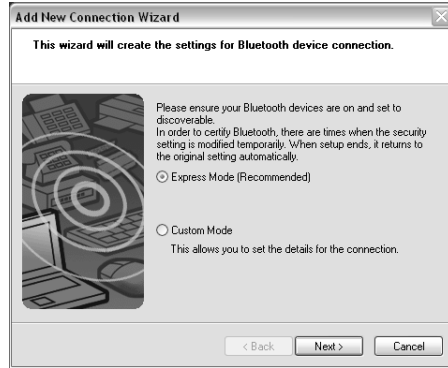 Add New Connection Wizard
This wizard will create the settings for Bluetooth device connection.
Please ensure your Bluetooth devices are on and set to
discoverable.
In order to certify Bluetooth, there are times when the security
setting is modified temporarily. When setup ends, it returns to
the original setting automatically.
Express Mode (Recommended)
Custom Mode
This allows you to set the details for the connection.
< Back Next > Cancel